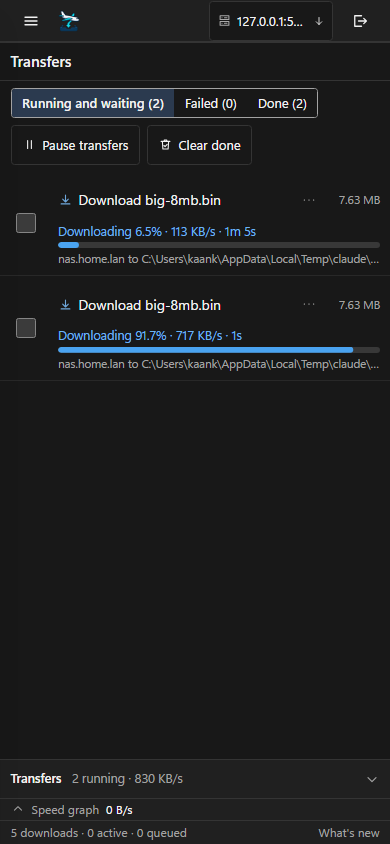 127.0.0.1:5...
Transfers
Running and waiting (2) Failed (0) Done (2)
Pause transfers Clear done
Download big-8mb.bin ··· 7.63 MB
Downloading 6.5% · 113 KB/s · 1m 5s
nas.home.lan to C:\Users\kaank\AppData\Local\Temp\claude\...
Download big-8mb.bin ··· 7.63 MB
Downloading 91.7% · 717 KB/s · 1s
nas.home.lan to C:\Users\kaank\AppData\Local\Temp\claude\...
Transfers 2 running · 830 KB/s
Speed graph 0 B/s
5 downloads · 0 active · 0 queued What's new